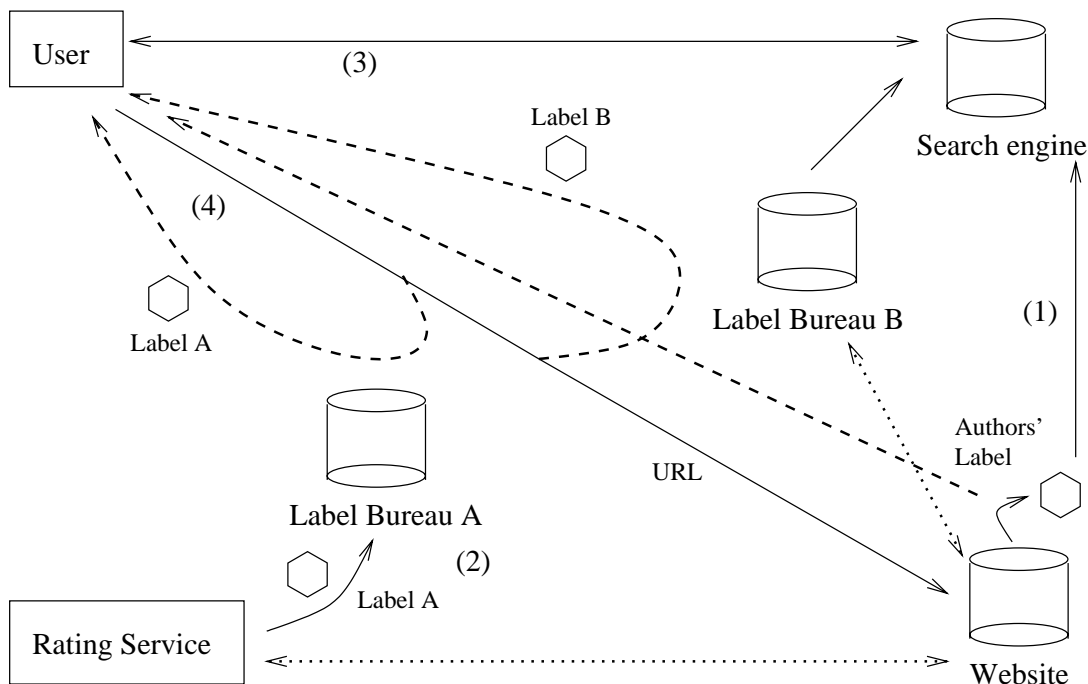 User
(3)
Label B
Search engine
(4)
Label A
Label Bureau B
(1)
Authors'
Label
URL
Label Bureau A
(2)
Label A
Rating Service
Website